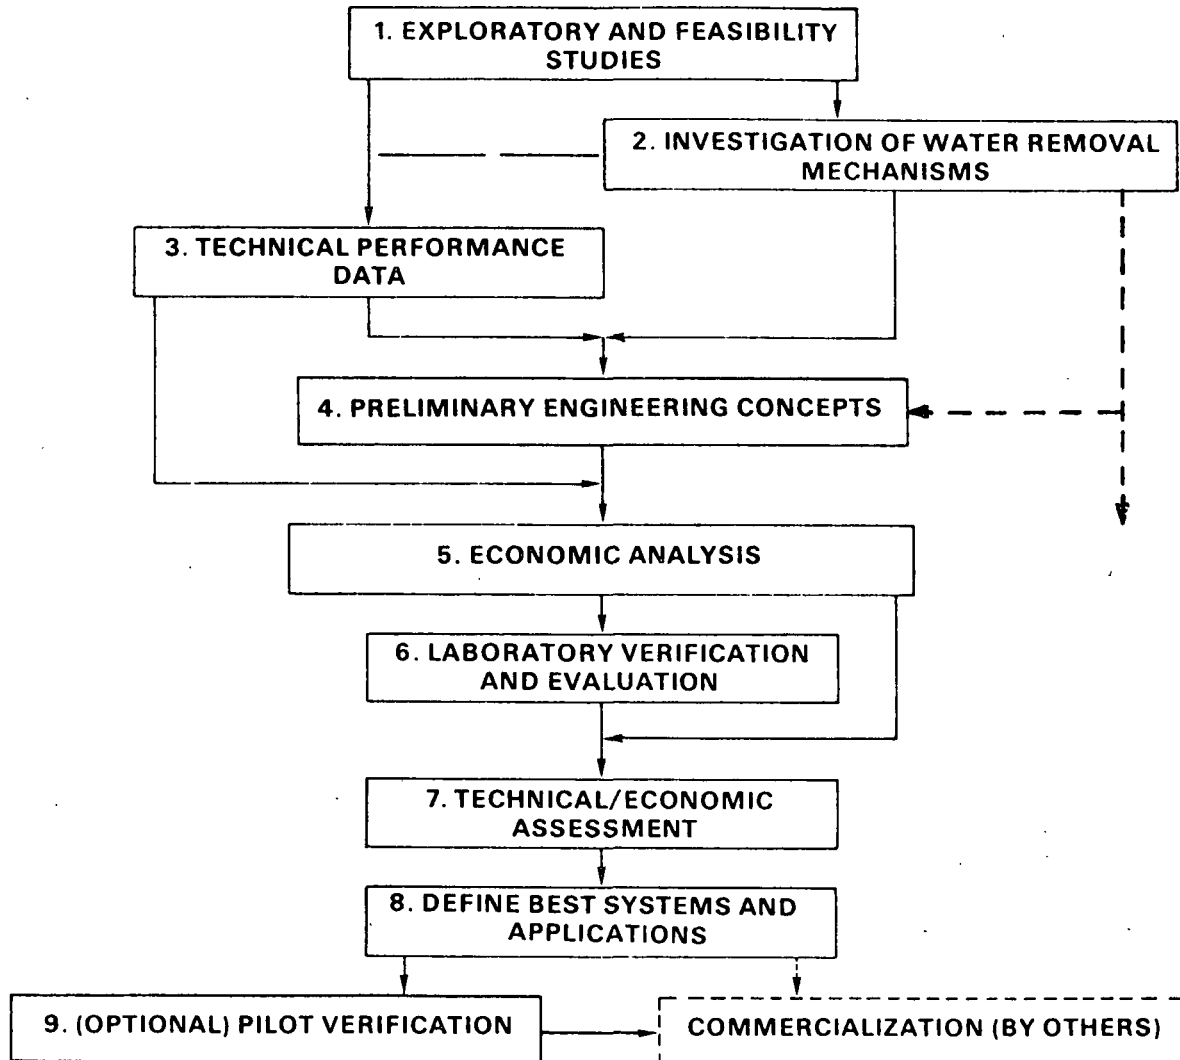 1. EXPLORATORY AND FEASIBILITY
STUDIES
2. INVESTIGATION OF WATER REMOVAL
MECHANISMS
3. TECHNICAL PERFORMANCE
DATA
4. PRELIMINARY ENGINEERING CONCEPTS
5. ECONOMIC ANALYSIS
6. LABORATORY VERIFICATION
AND EVALUATION
7. TECHNICAL/ECONOMIC
ASSESSMENT
8. DEFINE BEST SYSTEMS AND
APPLICATIONS
9. (OPTIONAL) PILOT VERIFICATION
COMMERCIALIZATION (BY OTHERS)